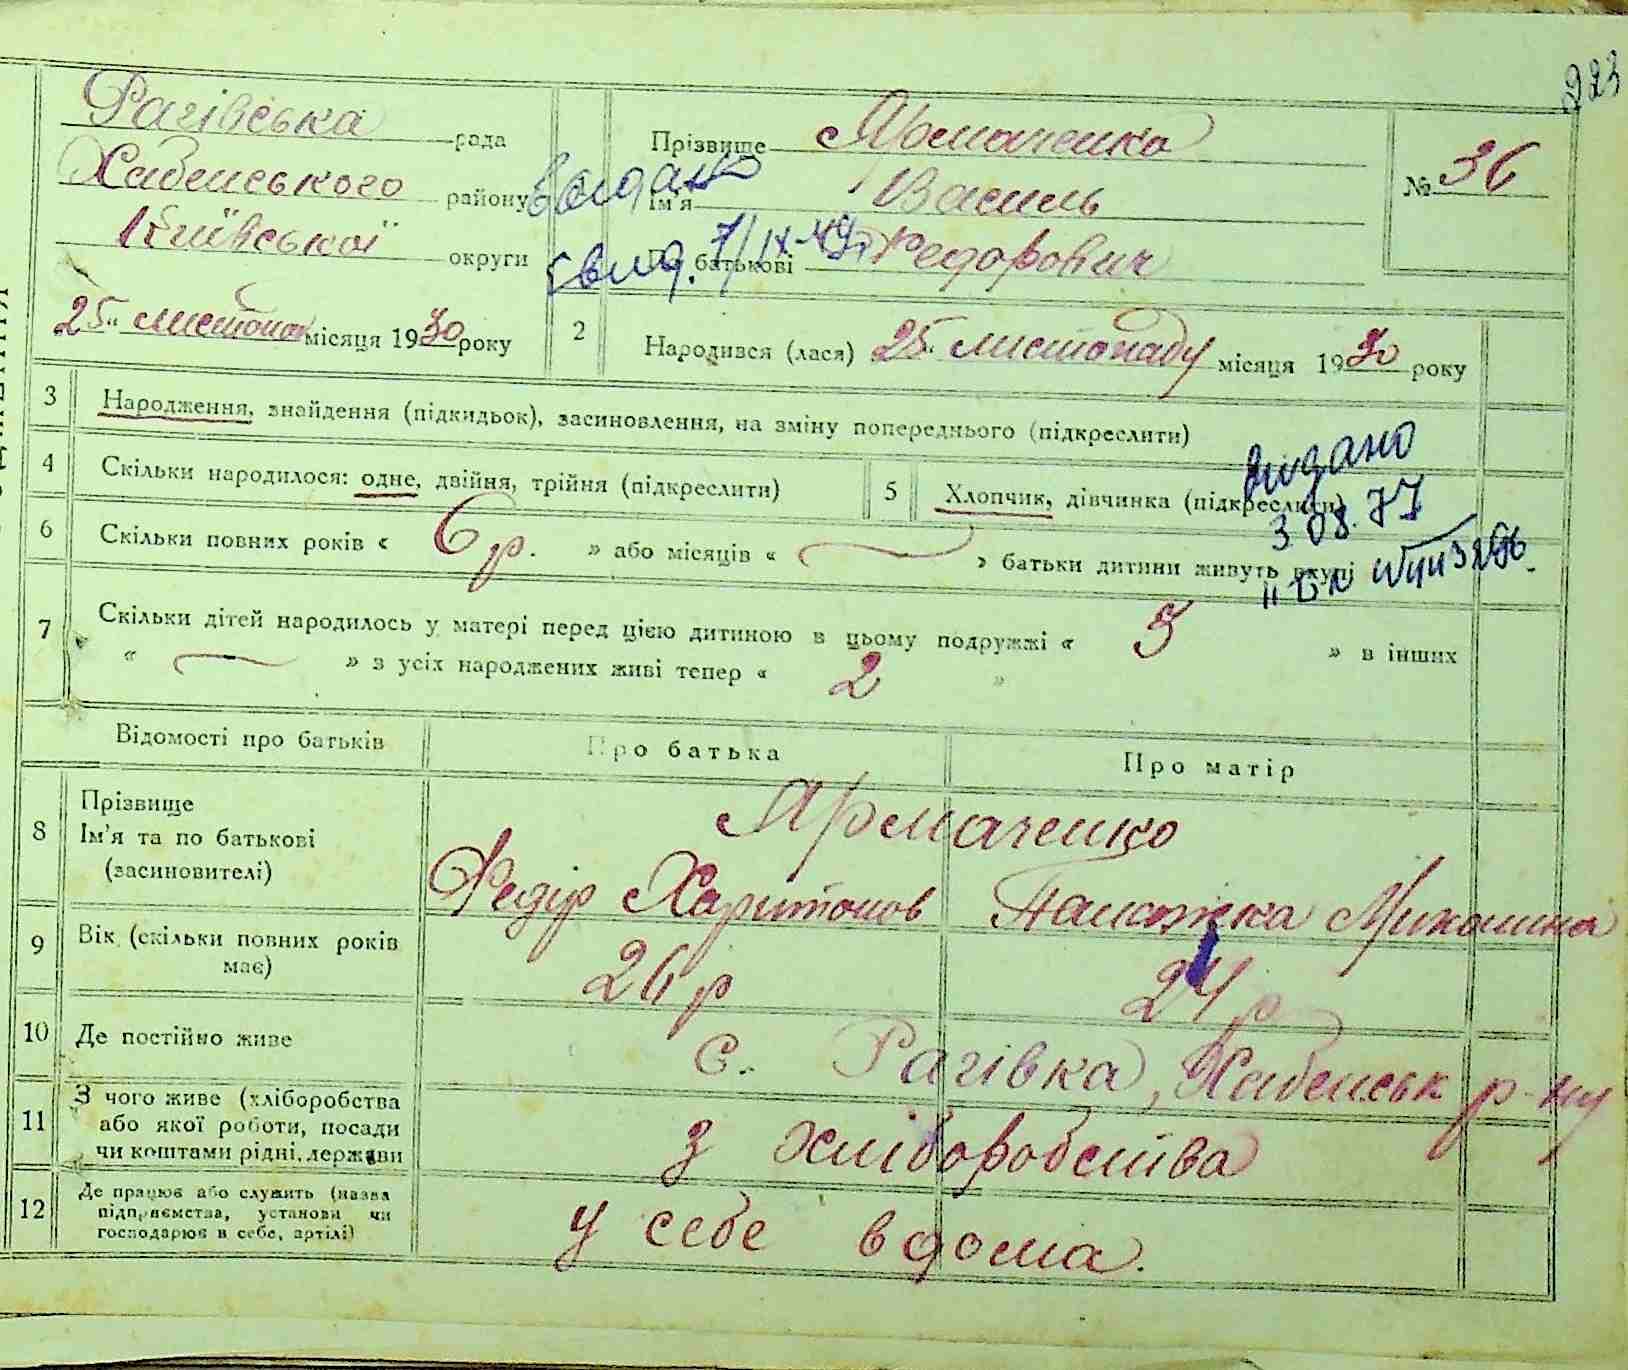 223
Рагівська рада
Хабенського району
Київської округи
Видано
свид. 7/IX-49
Прізвище Ярмаченко
Ім'я Василь
По батькові Федорович
№ 36
25 листопад місяця 1930 року
2 Народився (лася) 25 листопаду місяця 1930 року
3 Народження, знайдення (підкидьок), засиновлення, на зміну попереднього (підкреслити)
4 Скільки народилося: одне, двійня, трійня (підкреслити)
5 Хлопчик, дівчинка (підкреслити)
видано
3 08. 77
6 Скільки повних років « 6 р. » або місяців « — » батьки дитини живуть вкупі
7 Скільки дітей народилось у матері перед цією дитиною в цьому подружжі « 3 » в інших
« — » з усіх народжених живі тепер « 2 »
Відомості про батьків Про батька Про матір
8 Прізвище
Ім'я та по батькові
(засиновителі)
Ярмаченко
Федір Харитонов
9 Вік (скільки повних років
має)
26 р
24 р
10 Де постійно живе с. Рагівка, Хабенськ р-ну
11 З чого живе (хліборобства
або якої роботи, посади
чи коштами рідні, держави
з хліборобства
12 Де працює або служить (назва
підприємства, установи чи
господарює в себе, артілі)
у себе вдома.